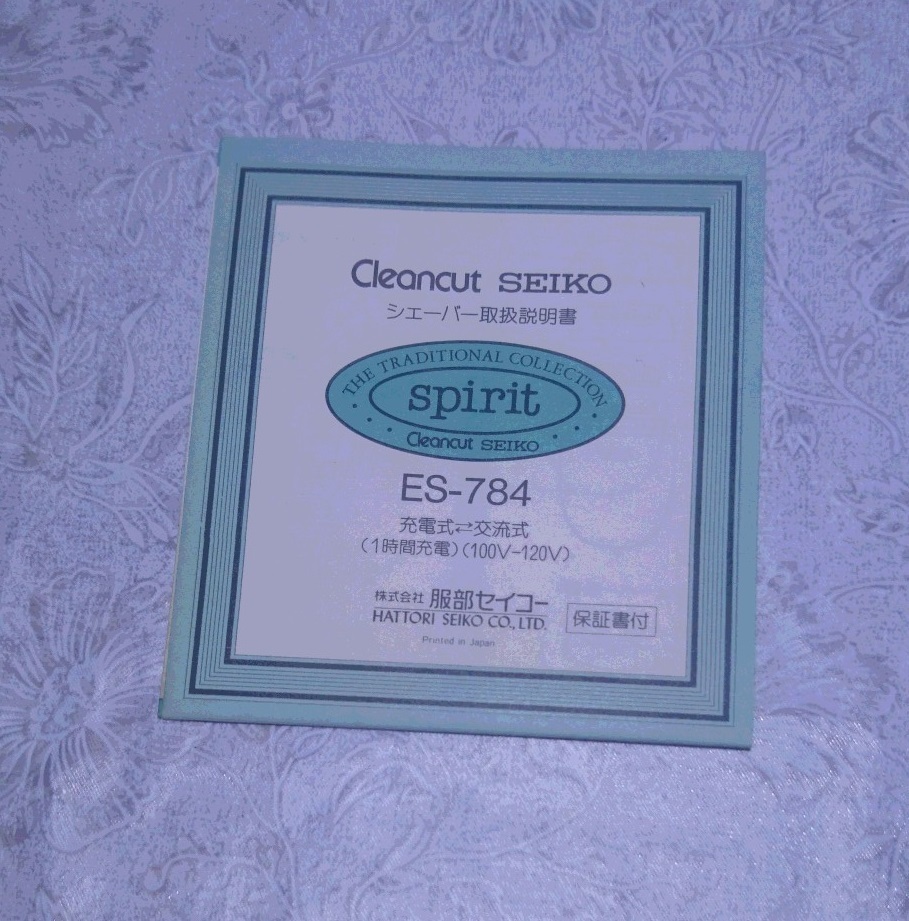 Cleancut SEIKO
シェーバー取扱説明書
THE TRADITIONAL COLLECTION
spirit
Cleancut SEIKO
ES-784
充電式⇄交流式
(1時間充電)(100V-120V)
株式会社 服部セイコー
HATTORI SEIKO CO., LTD.
保証書付
Printed in Japan